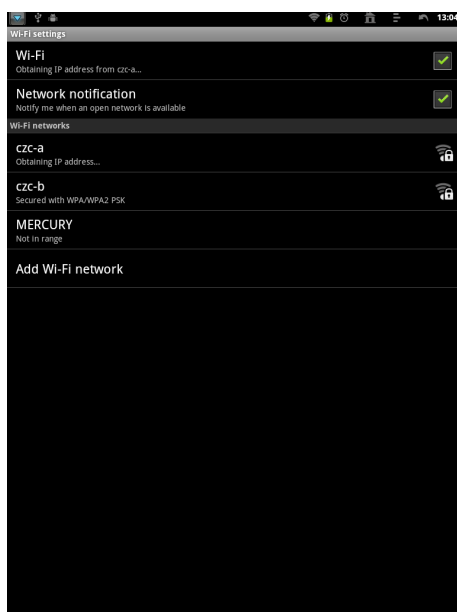 13:04
Wi-Fi settings
Wi-Fi
Obtaining IP address from czc-a...
Network notification
Notify me when an open network is available
Wi-Fi networks
czc-a
Obtaining IP address...
czc-b
Secured with WPA/WPA2 PSK
MERCURY
Not in range
Add Wi-Fi network